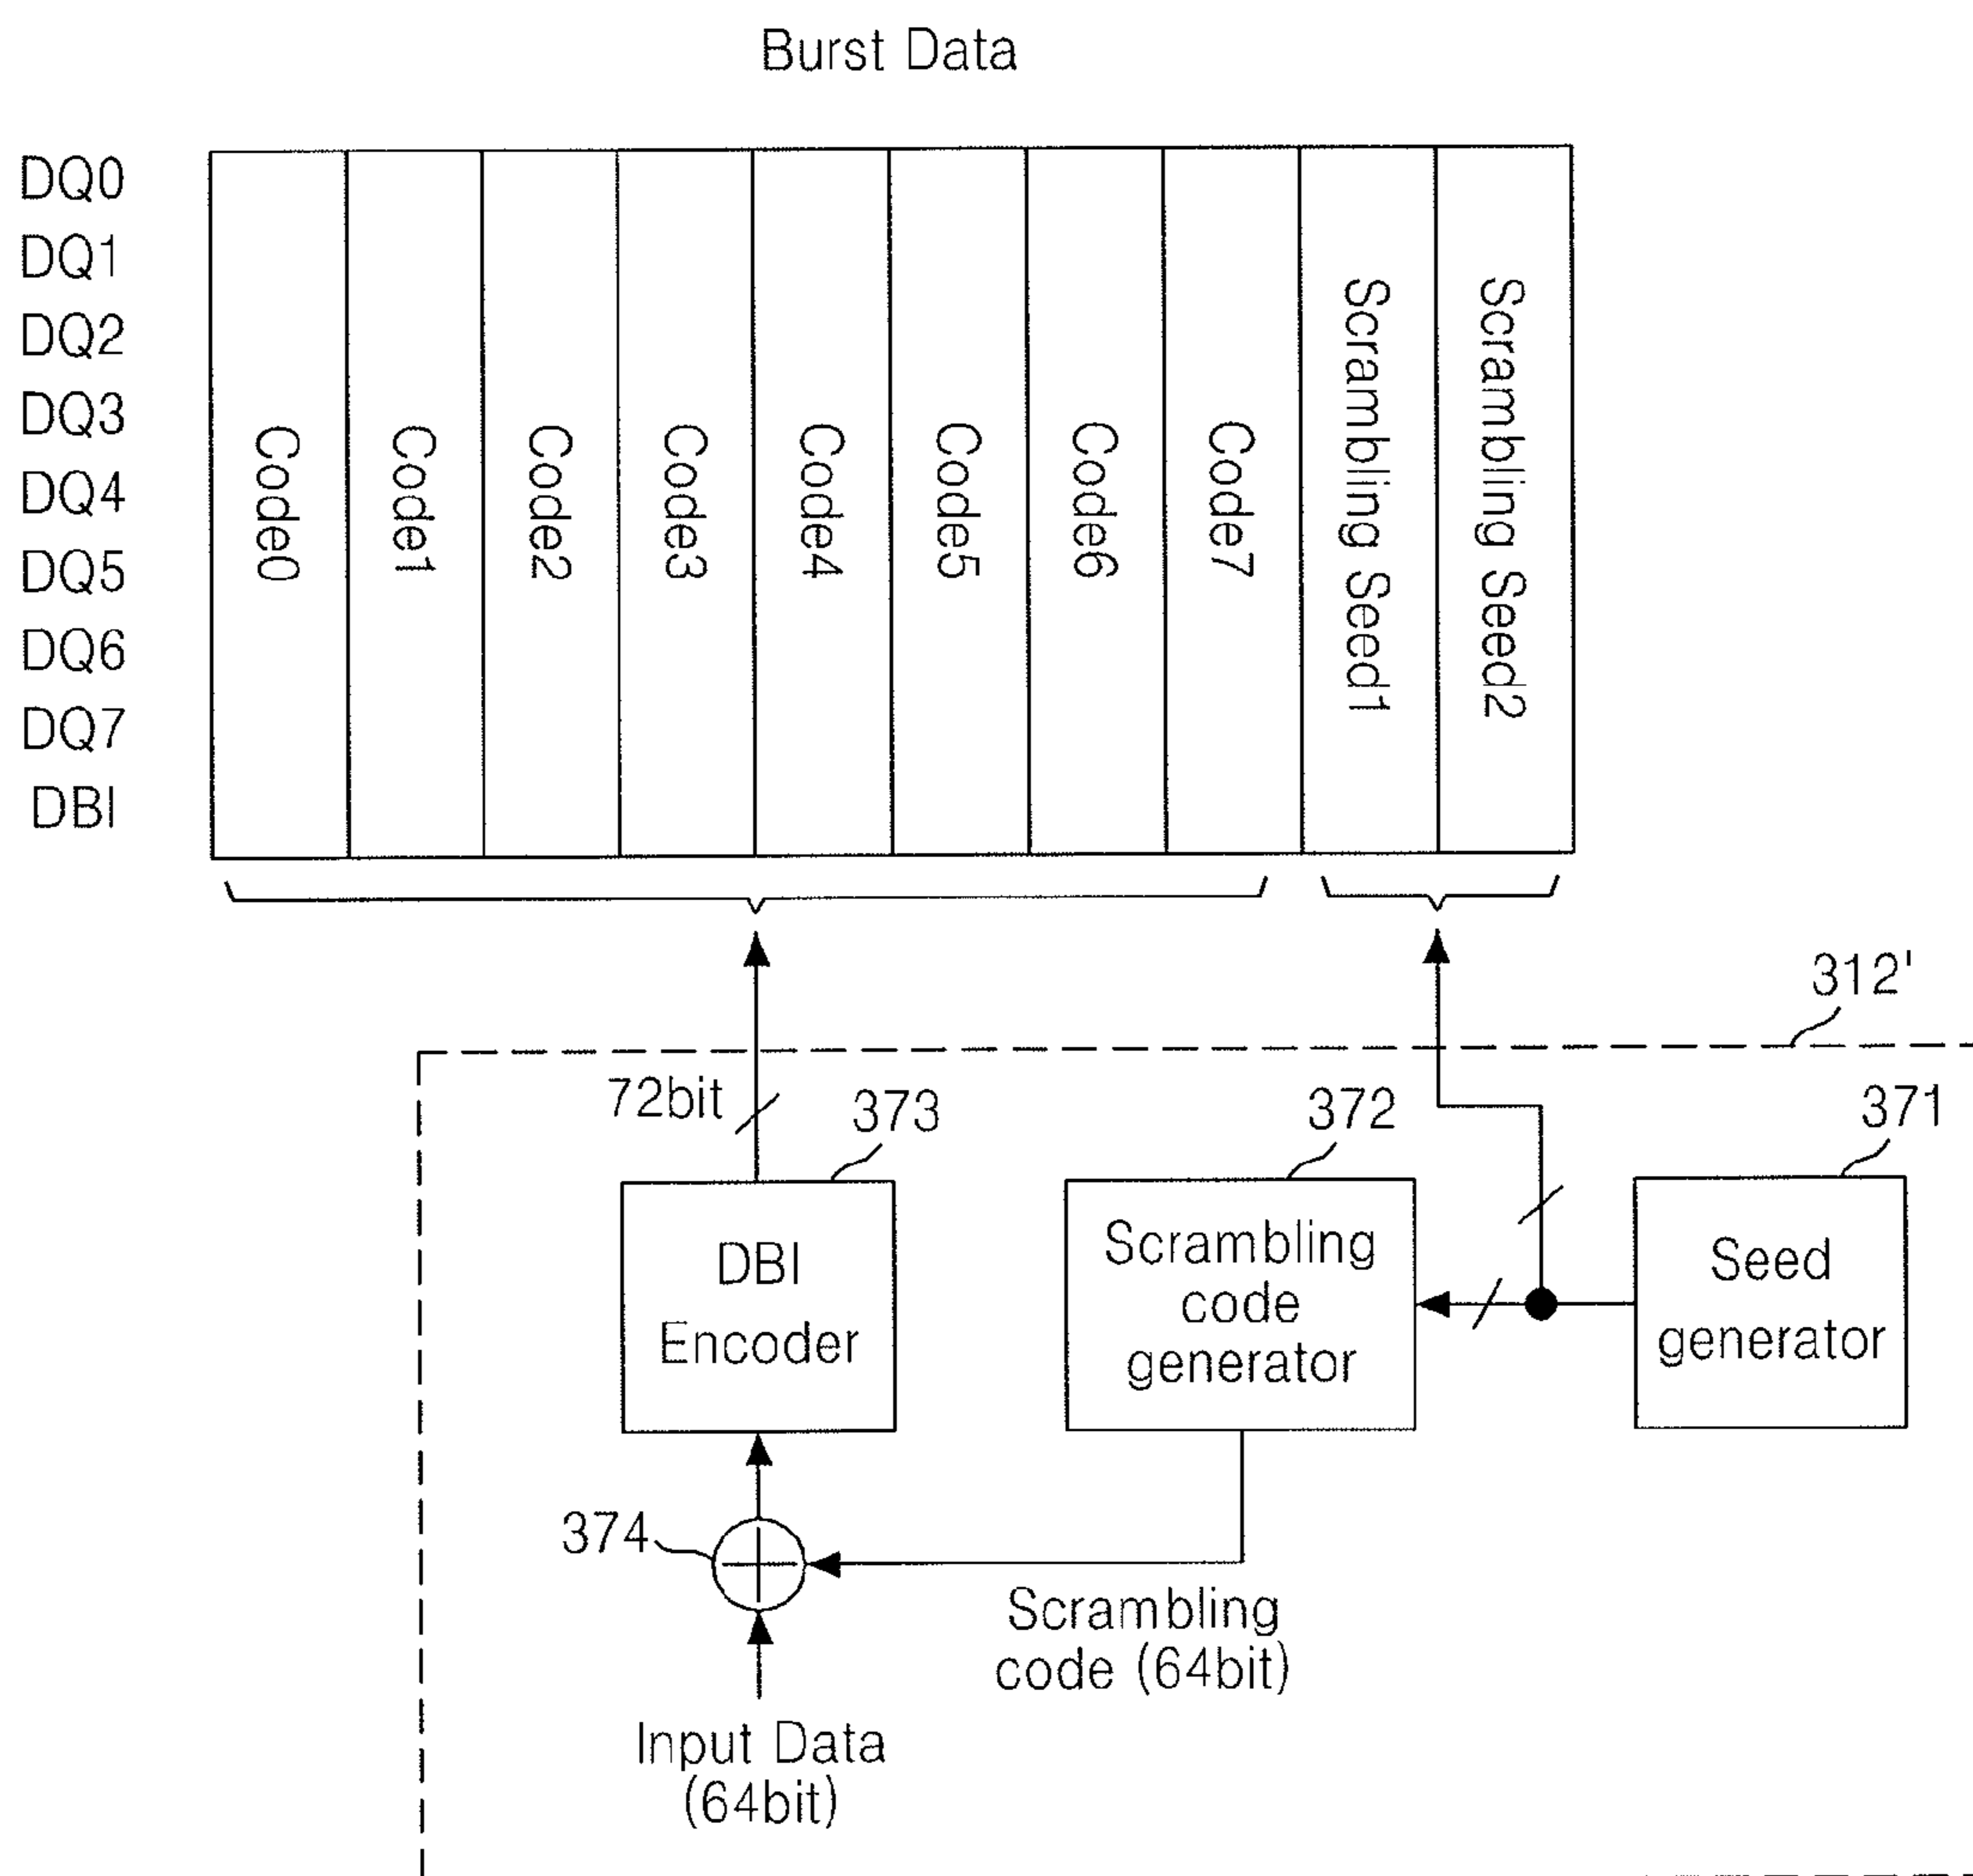 Burst Data
DQ0
DQ1
DQ2
DQ3
DQ4
DQ5
DQ6
DQ7
DBI
Code0
Code1
Code2
Code3
Code4
Code5
Code6
Code7
Scrambling Seed1
Scrambling Seed2
312'
72bit
373
372
371
DBI
Encoder
Scrambling
code
generator
Seed
generator
374
Scrambling
code (64bit)
Input Data
(64bit)